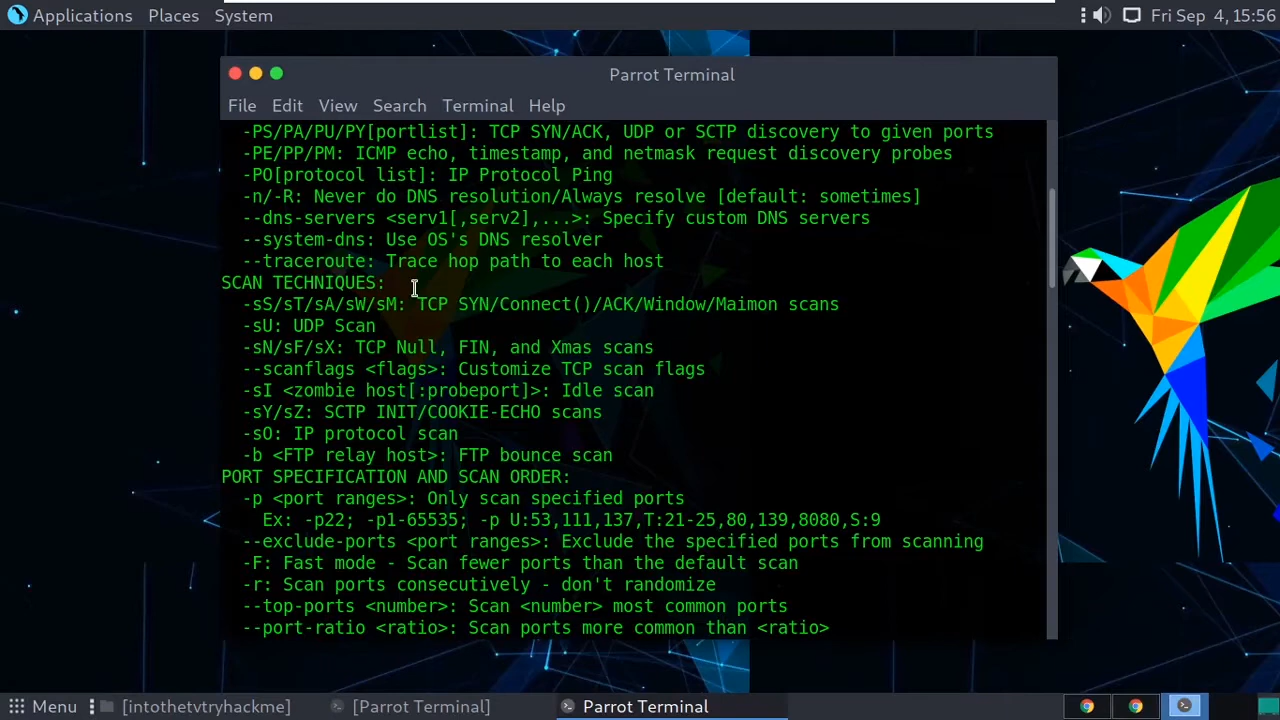 Applications Places System Fri Sep 4, 15:56
Parrot Terminal
File Edit View Search Terminal Help
-PS/PA/PU/PY[portlist]: TCP SYN/ACK, UDP or SCTP discovery to given ports
-PE/PP/PM: ICMP echo, timestamp, and netmask request discovery probes
-PO[protocol list]: IP Protocol Ping
-n/-R: Never do DNS resolution/Always resolve [default: sometimes]
--dns-servers <serv1[,serv2],...>: Specify custom DNS servers
--system-dns: Use OS's DNS resolver
--traceroute: Trace hop path to each host
SCAN TECHNIQUES:
-sS/sT/sA/sW/sM: TCP SYN/Connect()/ACK/Window/Maimon scans
-sU: UDP Scan
-sN/sF/sX: TCP Null, FIN, and Xmas scans
--scanflags <flags>: Customize TCP scan flags
-sI <zombie host[:probeport]>: Idle scan
-sY/sZ: SCTP INIT/COOKIE-ECHO scans
-sO: IP protocol scan
-b <FTP relay host>: FTP bounce scan
PORT SPECIFICATION AND SCAN ORDER:
-p <port ranges>: Only scan specified ports
Ex: -p22; -p1-65535; -p U:53,111,137,T:21-25,80,139,8080,S:9
--exclude-ports <port ranges>: Exclude the specified ports from scanning
-F: Fast mode - Scan fewer ports than the default scan
-r: Scan ports consecutively - don't randomize
--top-ports <number>: Scan <number> most common ports
--port-ratio <ratio>: Scan ports more common than <ratio>
Menu [intothetvtryhackme] [Parrot Terminal] Parrot Terminal